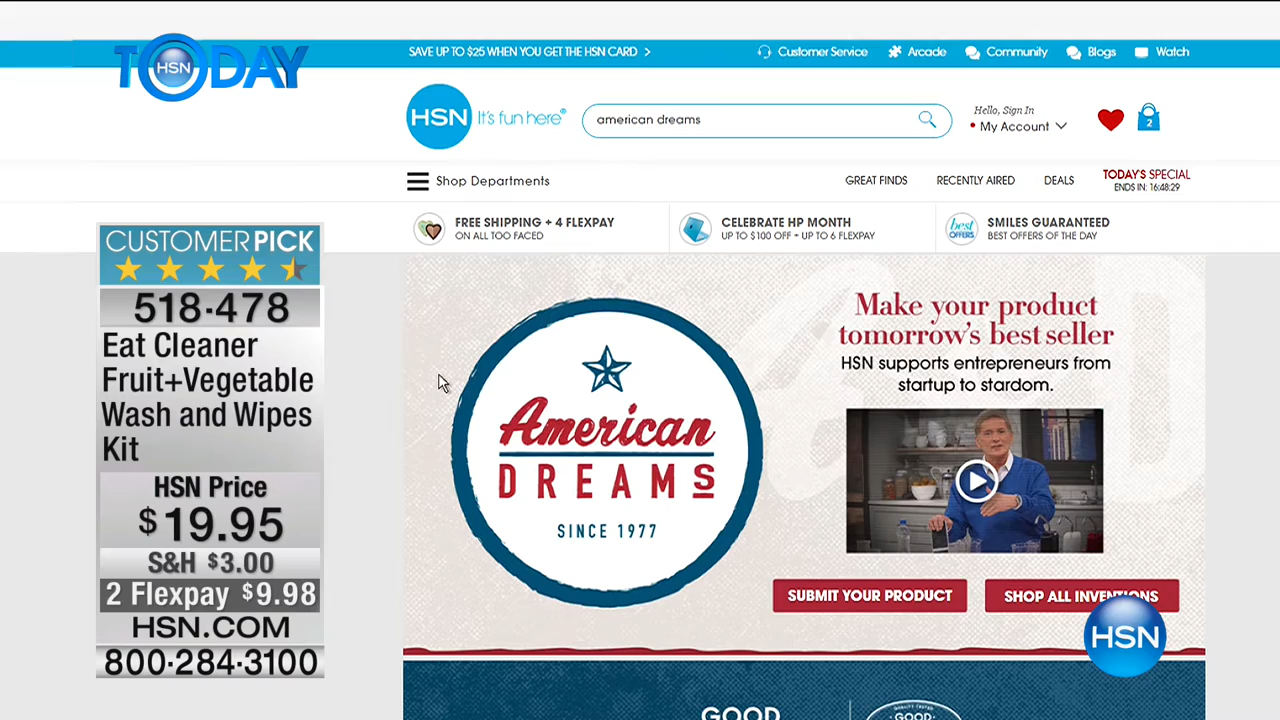 TODAY
HSN
SAVE UP TO $25 WHEN YOU GET THE HSN CARD >
Customer Service
Arcade
Community
Blogs
Watch
HSN It's fun here®
american dreams
Hello, Sign In
My Account
2
Shop Departments
GREAT FINDS
RECENTLY AIRED
DEALS
TODAY'S SPECIAL
ENDS IN: 16:48:29
FREE SHIPPING + 4 FLEXPAY
ON ALL TOO FACED
CELEBRATE HP MONTH
UP TO $100 OFF + UP TO 6 FLEXPAY
best
OFFERS
SMILES GUARANTEED
BEST OFFERS OF THE DAY
CUSTOMER PICK
518-478
Eat Cleaner
Fruit+Vegetable
Wash and Wipes
Kit
HSN Price
$19.95
S&H $3.00
2 Flexpay $9.98
HSN.COM
800-284-3100
American
DREAMS
SINCE 1977
Make your product
tomorrow's best seller
HSN supports entrepreneurs from
startup to stardom.
SUBMIT YOUR PRODUCT
SHOP ALL INVENTIONS
HSN
GOOD
QUALITY TESTED
GOOD